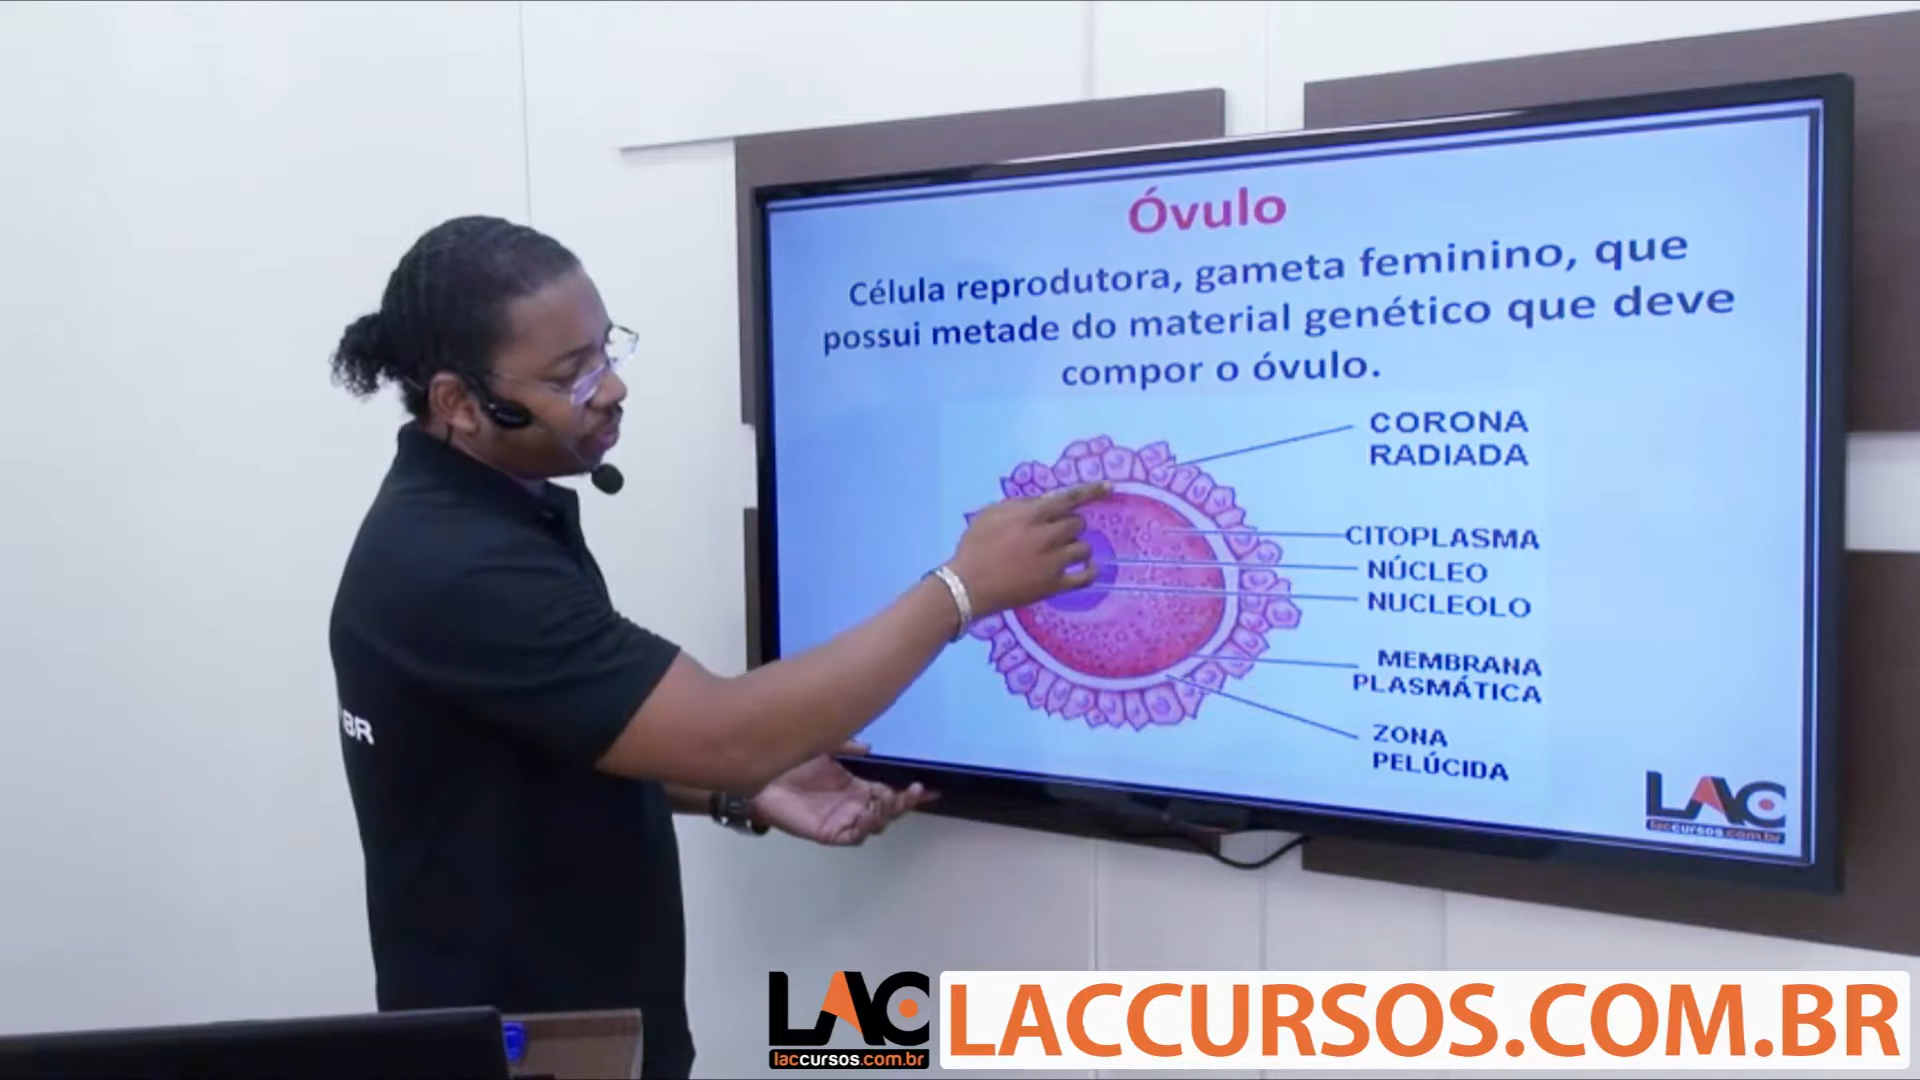 Óvulo
Célula reprodutora, gameta feminino, que
possui metade do material genético que deve
compor o óvulo.
CORONA
RADIADA
CITOPLASMA
NÚCLEO
NUCLEOLO
MEMBRANA
PLASMÁTICA
ZONA
PELÚCIDA
LAC
laccursos.com.br
BR
LAC
laccursos.com.br
LACCURSOS.COM.BR